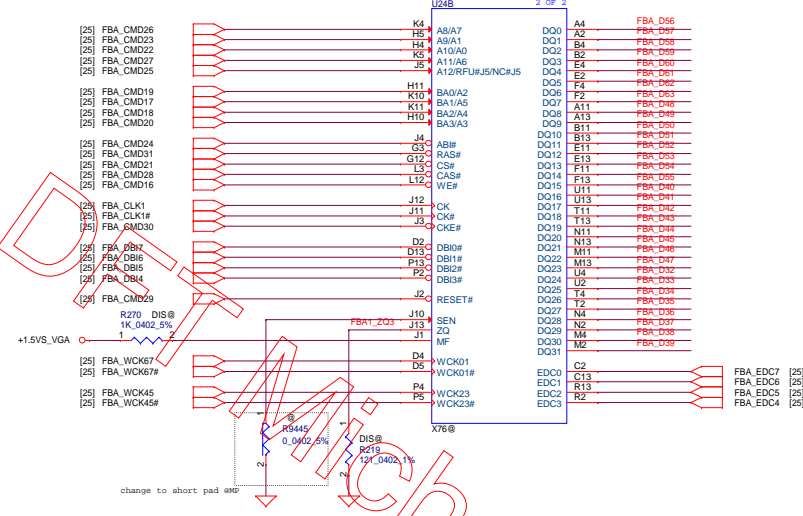 U24B 2 OF 2
[25] FBA_CMD26 K4 A8/A7
[25] FBA_CMD23 H5 A9/A1
[25] FBA_CMD22 H4 A10/A0
[25] FBA_CMD27 K5 A11/A6
[25] FBA_CMD25 J5 A12/RFU#J5/NC#J5
[25] FBA_CMD19 H11 BA0/A2
[25] FBA_CMD17 K10 BA1/A5
[25] FBA_CMD18 K11 BA2/A4
[25] FBA_CMD20 H10 BA3/A3
[25] FBA_CMD24 J4 ABI#
[25] FBA_CMD31 G3 RAS#
[25] FBA_CMD21 G12 CS#
[25] FBA_CMD28 L3 CAS#
[25] FBA_CMD16 L12 WE#
[25] FBA_CLK1 J12 CK
[25] FBA_CLK1# J11 CK#
[25] FBA_CMD30 J3 CKE#
[25] FBA_DBI7 D2 DBI0#
[25] FBA_DBI6 D13 DBI1#
[25] FBA_DBI5 P13 DBI2#
[25] FBA_DBI4 P2 DBI3#
[25] FBA_CMD29 J2 RESET#
R270 DIS@
1K_0402_5%
+1.5VS_VGA 1 2
J10 SEN
FBA1_ZQ3 J13 ZQ
J1 MF
[25] FBA_WCK67 D4 WCK01
[25] FBA_WCK67# D5 WCK01#
[25] FBA_WCK45 P4 WCK23
[25] FBA_WCK45# P5 WCK23#
DQ0 A4 FBA_D56
DQ1 A2 FBA_D57
DQ2 B4 FBA_D58
DQ3 B2 FBA_D59
DQ4 E4 FBA_D60
DQ5 E2 FBA_D61
DQ6 F4 FBA_D62
DQ7 F2 FBA_D63
DQ8 A11 FBA_D48
DQ9 A13 FBA_D49
DQ10 B11 FBA_D50
DQ11 B13 FBA_D51
DQ12 E11 FBA_D52
DQ13 E13 FBA_D53
DQ14 F11 FBA_D54
DQ15 F13 FBA_D55
DQ16 U11 FBA_D40
DQ17 U13 FBA_D41
DQ18 T11 FBA_D42
DQ19 T13 FBA_D43
DQ20 N11 FBA_D44
DQ21 N13 FBA_D45
DQ22 M11 FBA_D46
DQ23 M13 FBA_D47
DQ24 U4 FBA_D32
DQ25 U2 FBA_D33
DQ26 T4 FBA_D34
DQ27 T2 FBA_D35
DQ28 N4 FBA_D36
DQ29 N2 FBA_D37
DQ30 M4 FBA_D38
DQ31 M2 FBA_D39
EDC0 C2 FBA_EDC7 [25]
EDC1 C13 FBA_EDC6 [25]
EDC2 R13 FBA_EDC5 [25]
EDC3 R2 FBA_EDC4 [25]
X76@
1 @
R9445
0_0402_5%
2
1
DIS@
R219
121_0402_1%
2
change to short pad @MP